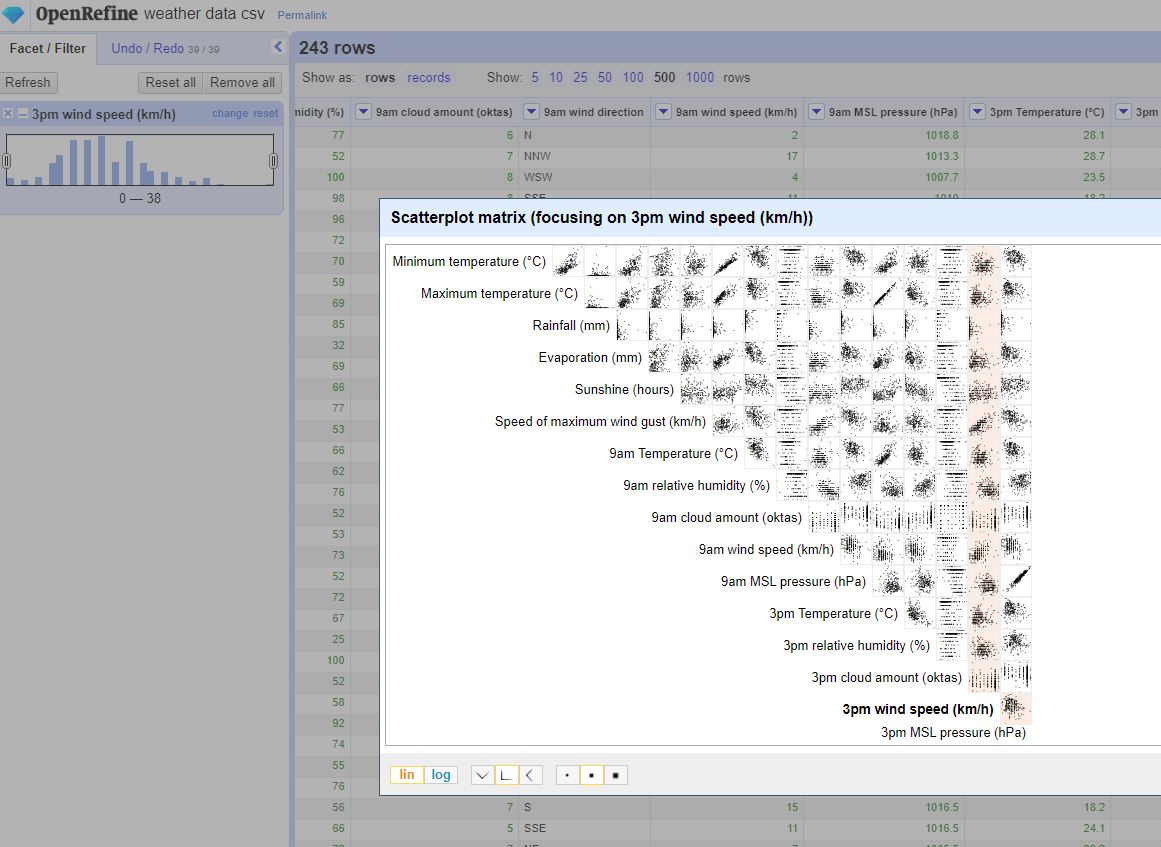 OpenRefine weather data csv Permalink
Facet / Filter Undo / Redo 39 / 39
243 rows
Refresh Reset all Remove all
Show as: rows records Show: 5 10 25 50 100 500 1000 rows
3pm wind speed (km/h) change reset
0 — 38
midity (%) 9am cloud amount (oktas) 9am wind direction 9am wind speed (km/h) 9am MSL pressure (hPa) 3pm Temperature (°C) 3pm
77 6 N 2 1018.8 28.1
52 7 NNW 17 1013.3 28.7
100 8 WSW 4 1007.7 23.5
98 8 SSE 11 1010 18.2
96
72
70
59
69
85
32
69
66
77
53
66
62
76
52
53
73
52
72
67
25
100
52
58
92
74
55
76
56 7 S 15 1016.5 18.2
66 5 SSE 11 1016.5 24.1
Scatterplot matrix (focusing on 3pm wind speed (km/h))
Minimum temperature (°C)
Maximum temperature (°C)
Rainfall (mm)
Evaporation (mm)
Sunshine (hours)
Speed of maximum wind gust (km/h)
9am Temperature (°C)
9am relative humidity (%)
9am cloud amount (oktas)
9am wind speed (km/h)
9am MSL pressure (hPa)
3pm Temperature (°C)
3pm relative humidity (%)
3pm cloud amount (oktas)
3pm wind speed (km/h)
3pm MSL pressure (hPa)
lin log